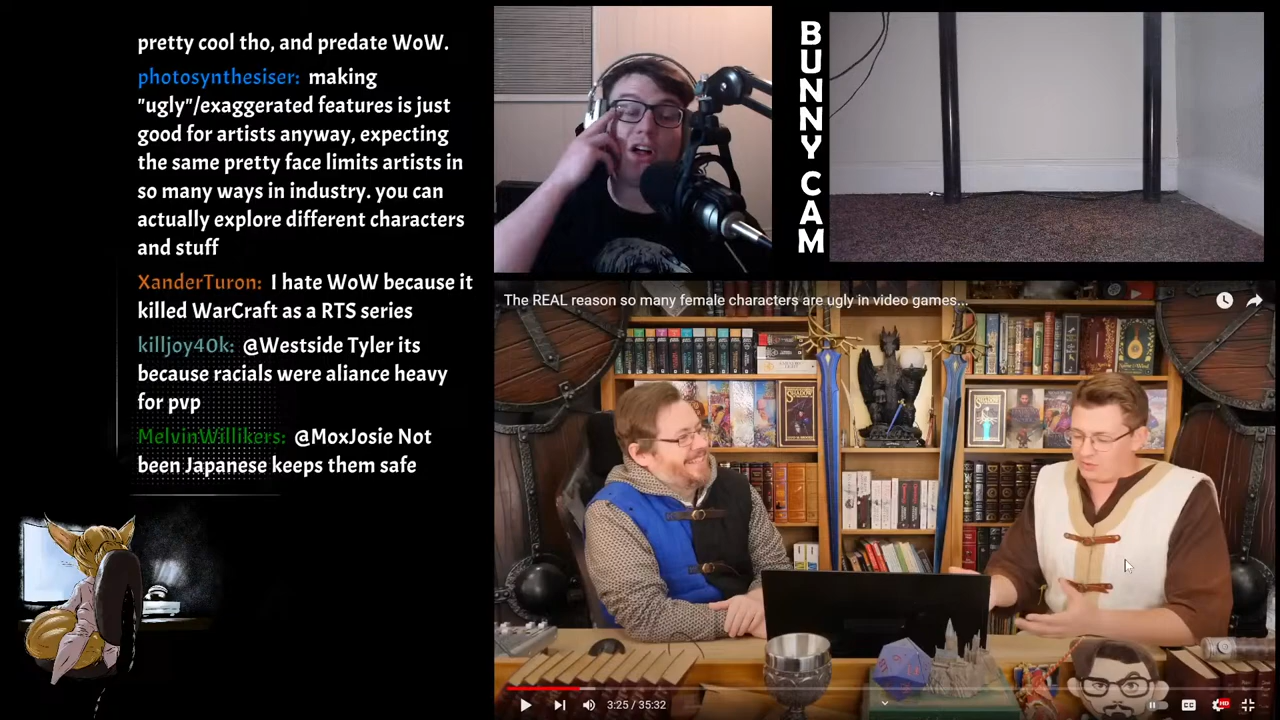 pretty cool tho, and predate WoW.
photosynthesiser: making
"ugly"/exaggerated features is just
good for artists anyway, expecting
the same pretty face limits artists in
so many ways in industry. you can
actually explore different characters
and stuff
XanderTuron: I hate WoW because it
killed WarCraft as a RTS series
killjoy40k: @Westside Tyler its
because racials were aliance heavy
for pvp
MelvinWillikers: @MoxJosie Not
been Japanese keeps them safe
BUNNY CAM
The REAL reason so many female characters are ugly in video games...
SHADOW
3:25 / 35:32
CC
HD